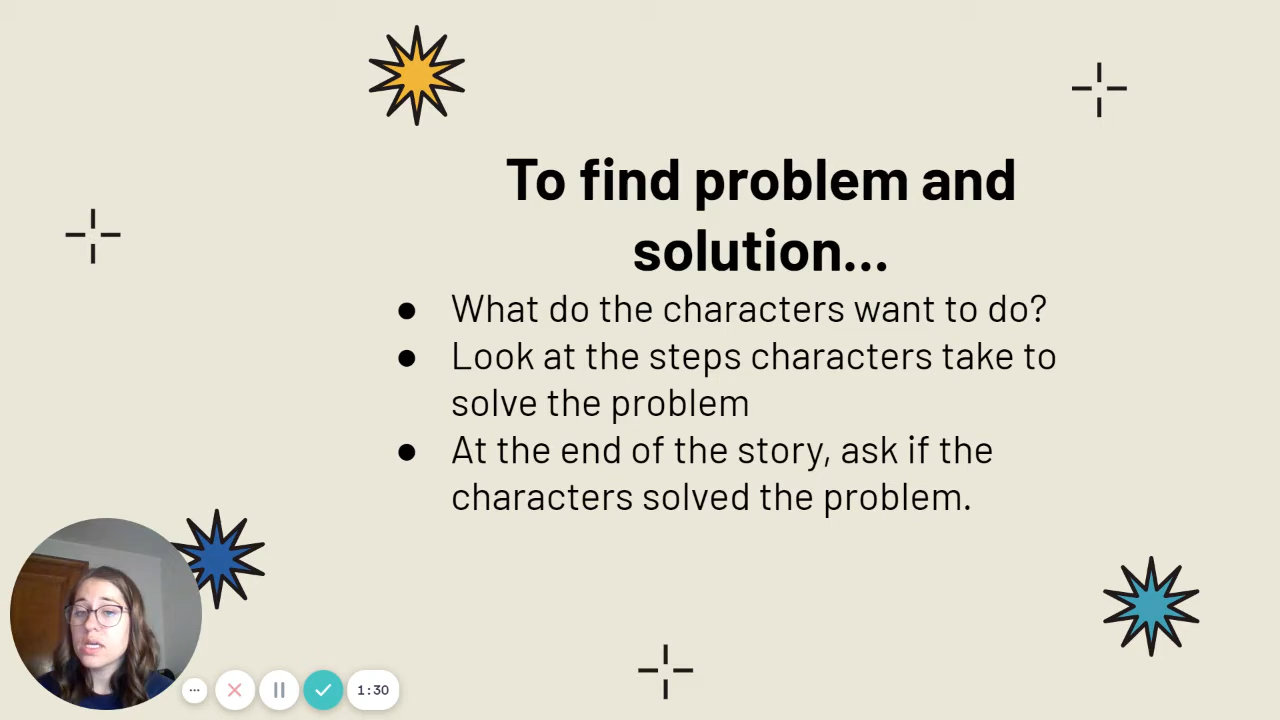 To find problem and
solution...
● What do the characters want to do?
● Look at the steps characters take to
solve the problem
● At the end of the story, ask if the
characters solved the problem.
1:30